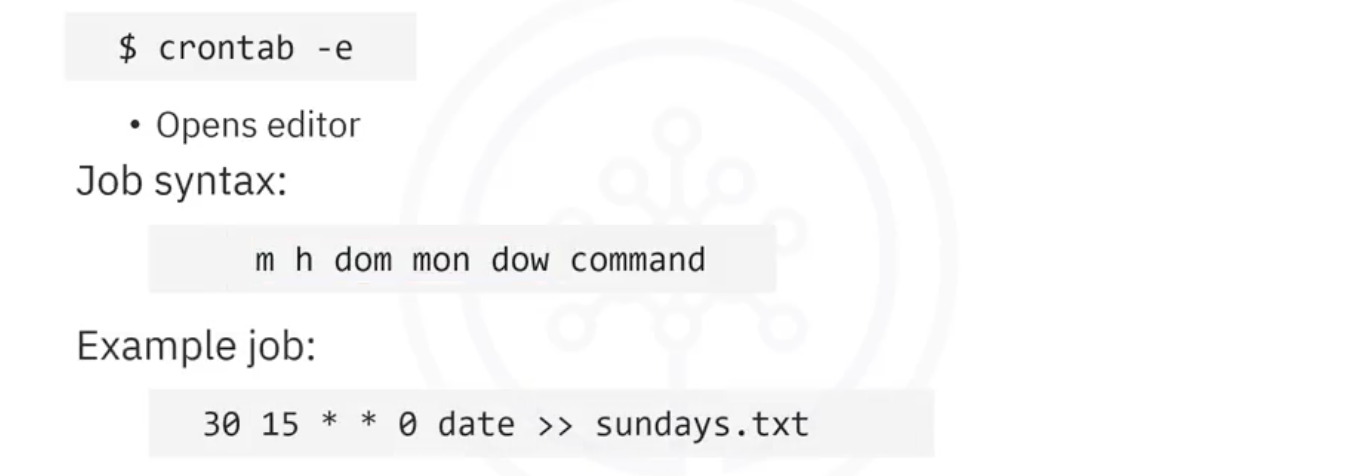 $ crontab -e
• Opens editor
Job syntax:
m h dom mon dow command
Example job:
30 15 * * 0 date >> sundays.txt